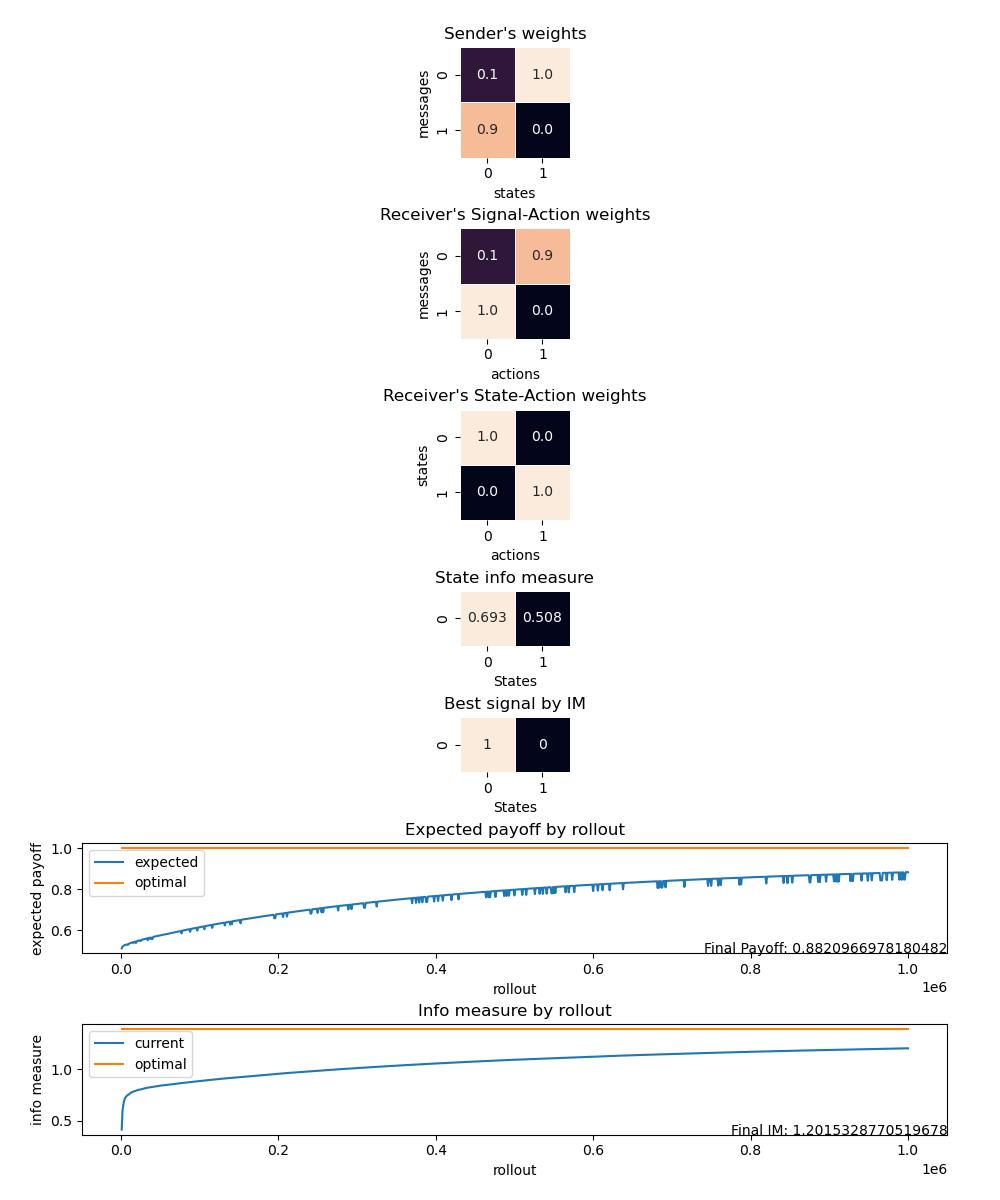 Sender's weights
messages
0
0.1 1.0
1
0.9 0.0
0 1
states
Receiver's Signal-Action weights
messages
0
0.1 0.9
1
1.0 0.0
0 1
actions
Receiver's State-Action weights
states
0
1.0 0.0
1
0.0 1.0
0 1
actions
State info measure
0
0.693 0.508
0 1
States
Best signal by IM
0
1 0
0 1
States
Expected payoff by rollout
expected payoff
1.0
0.8
0.6
expected
optimal
Final Payoff: 0.8820966978180482
0.0 0.2 0.4 0.6 0.8 1.0
1e6
rollout
Info measure by rollout
info measure
1.0
0.5
current
optimal
Final IM: 1.2015328770519678
0.0 0.2 0.4 0.6 0.8 1.0
1e6
rollout